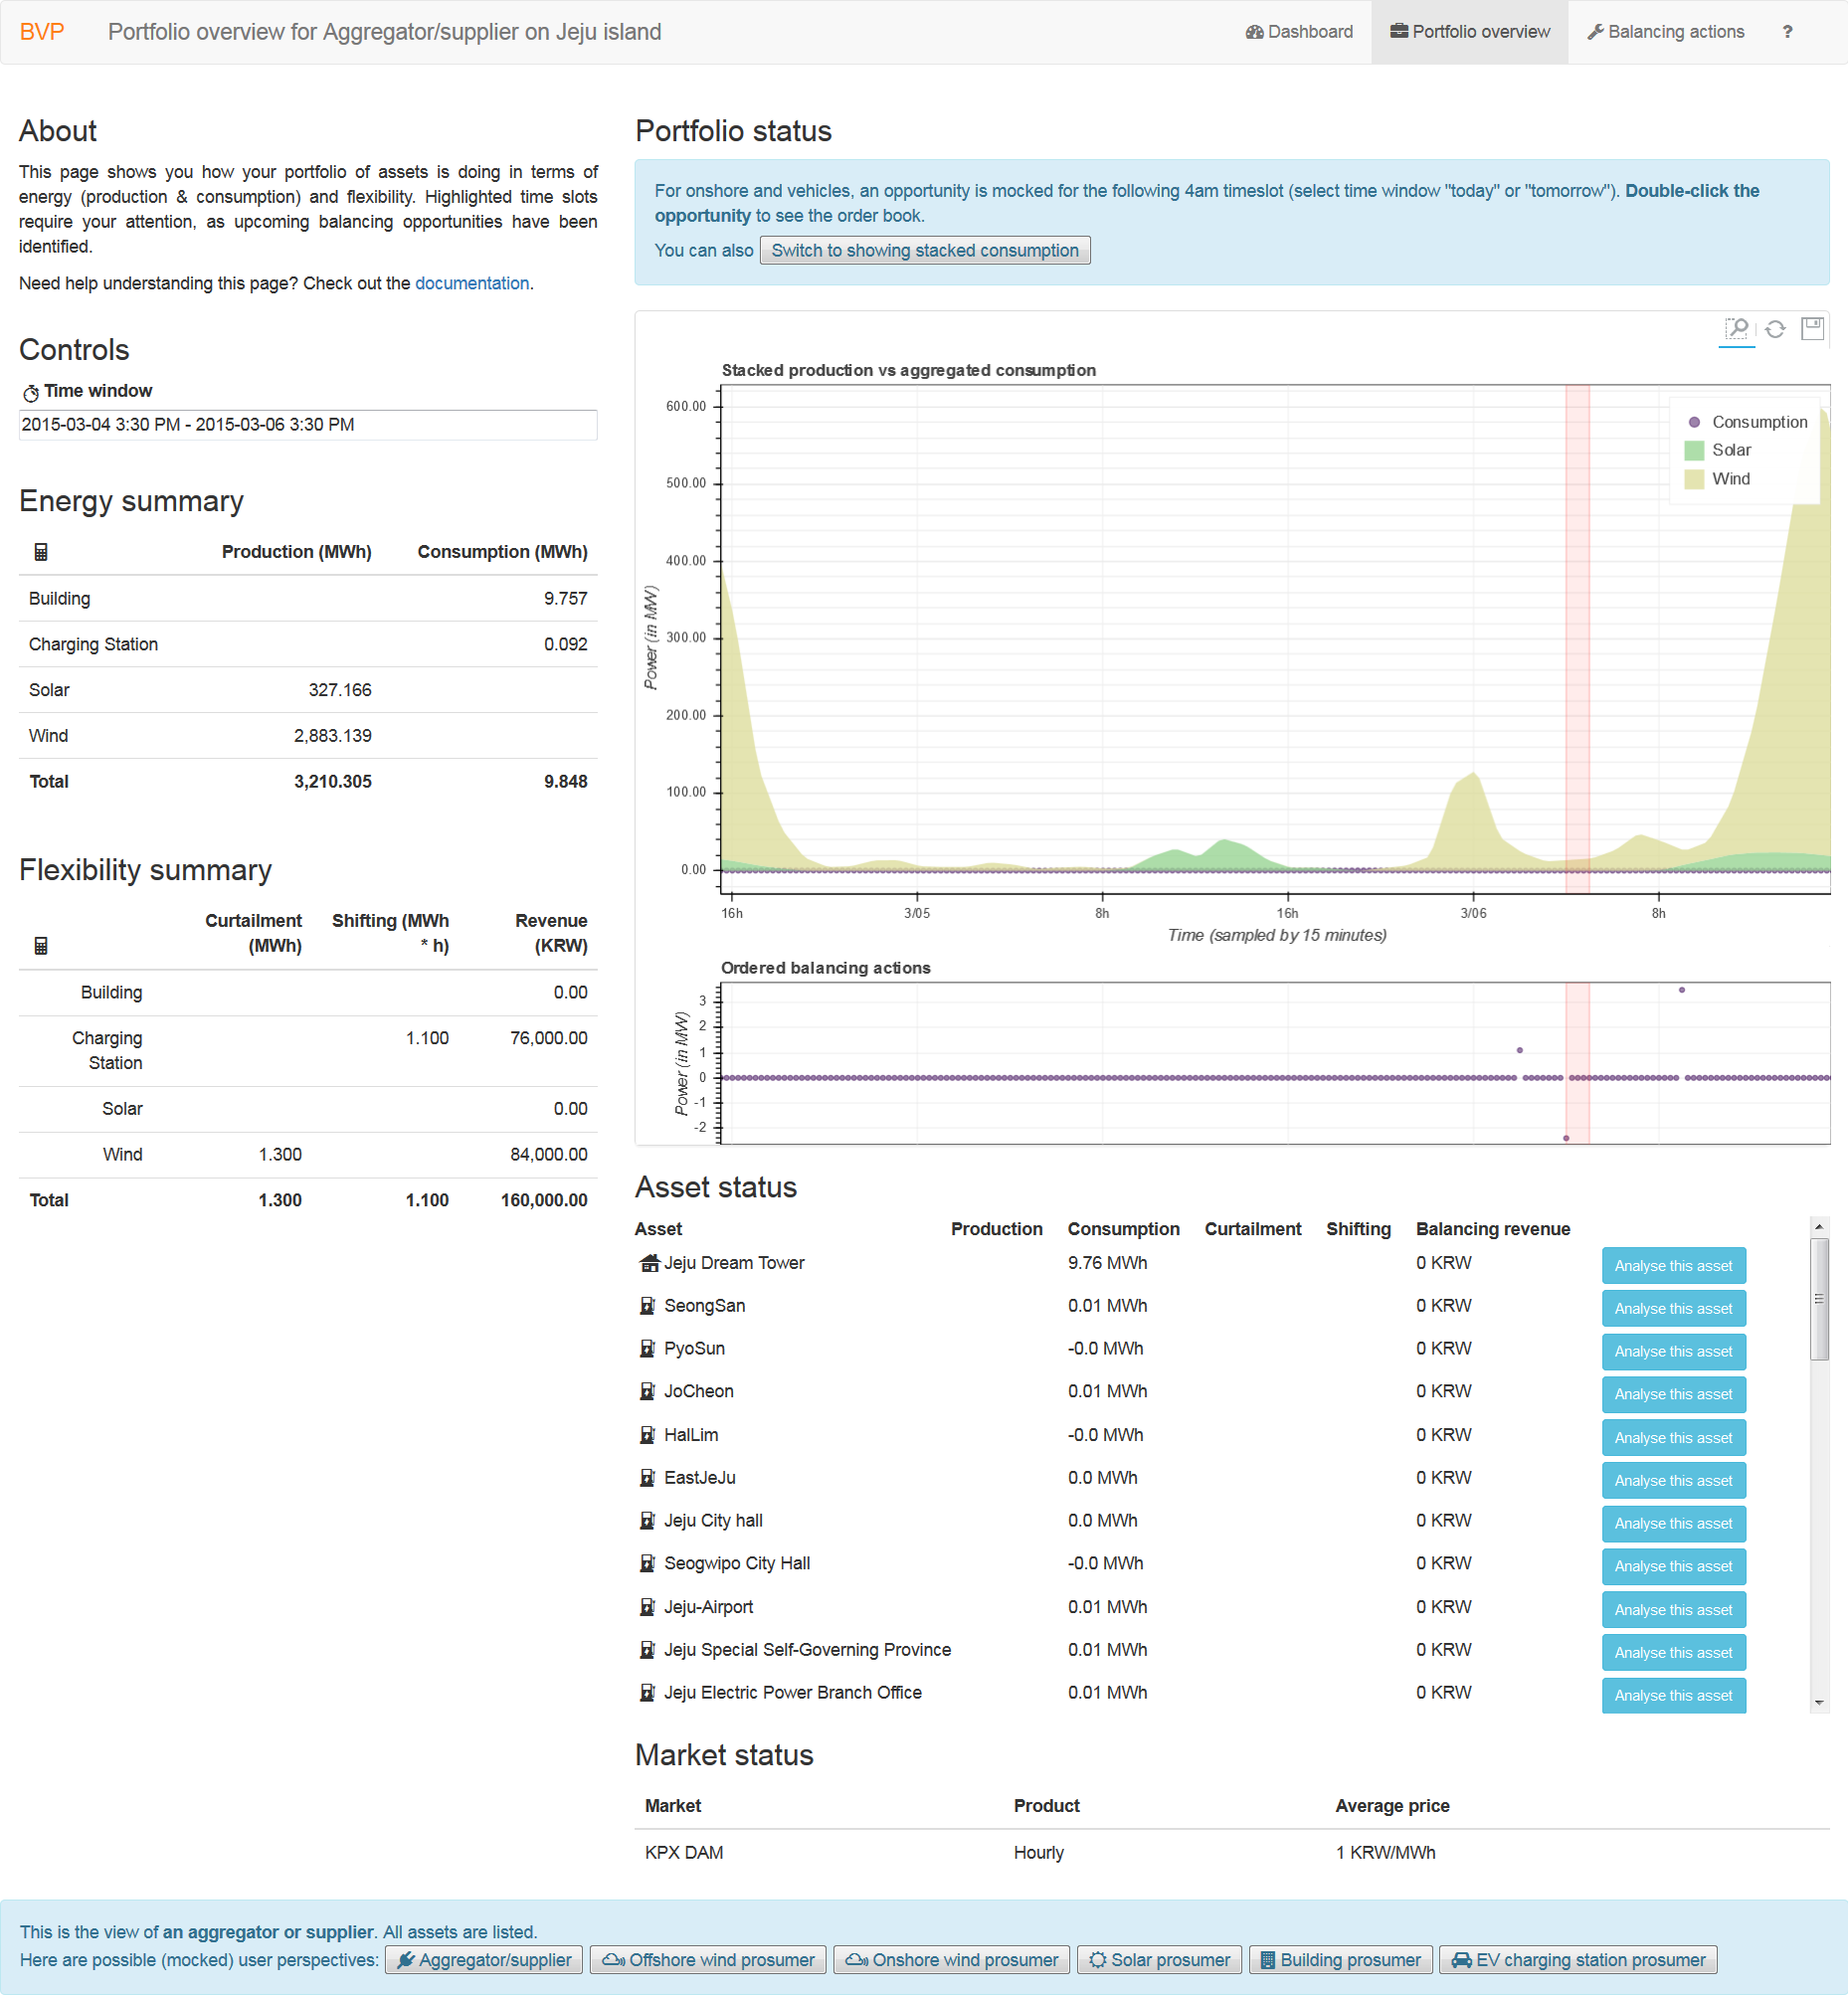 BVP Portfolio overview for Aggregator/supplier on Jeju island Dashboard Portfolio overview Balancing actions ?
About
This page shows you how your portfolio of assets is doing in terms of
energy (production & consumption) and flexibility. Highlighted time slots
require your attention, as upcoming balancing opportunities have been
identified.
Need help understanding this page? Check out the documentation.
Controls
Time window
2015-03-04 3:30 PM - 2015-03-06 3:30 PM
Energy summary
Production (MWh) Consumption (MWh)
Building 9.757
Charging Station 0.092
Solar 327.166
Wind 2,883.139
Total 3,210.305 9.848
Flexibility summary
Curtailment (MWh) Shifting (MWh * h) Revenue (KRW)
Building 0.00
Charging Station 1.100 76,000.00
Solar 0.00
Wind 1.300 84,000.00
Total 1.300 1.100 160,000.00
Portfolio status
For onshore and vehicles, an opportunity is mocked for the following 4am timeslot (select time window "today" or "tomorrow"). Double-click the
opportunity to see the order book.
You can also Switch to showing stacked consumption
Stacked production vs aggregated consumption
600.00
500.00
400.00
300.00
200.00
100.00
0.00
Power (in MW)
Consumption
Solar
Wind
16h 3/05 8h 16h 3/06 8h
Time (sampled by 15 minutes)
Ordered balancing actions
3
2
1
0
-1
-2
Power (in MW)
Asset status
Asset Production Consumption Curtailment Shifting Balancing revenue
Jeju Dream Tower 9.76 MWh 0 KRW Analyse this asset
SeongSan 0.01 MWh 0 KRW Analyse this asset
PyoSun -0.0 MWh 0 KRW Analyse this asset
JoCheon 0.01 MWh 0 KRW Analyse this asset
HalLim -0.0 MWh 0 KRW Analyse this asset
EastJeJu 0.0 MWh 0 KRW Analyse this asset
Jeju City hall 0.0 MWh 0 KRW Analyse this asset
Seogwipo City Hall -0.0 MWh 0 KRW Analyse this asset
Jeju-Airport 0.01 MWh 0 KRW Analyse this asset
Jeju Special Self-Governing Province 0.01 MWh 0 KRW Analyse this asset
Jeju Electric Power Branch Office 0.01 MWh 0 KRW Analyse this asset
Market status
Market Product Average price
KPX DAM Hourly 1 KRW/MWh
This is the view of an aggregator or supplier. All assets are listed.
Here are possible (mocked) user perspectives: Aggregator/supplier Offshore wind prosumer Onshore wind prosumer Solar prosumer Building prosumer EV charging station prosumer